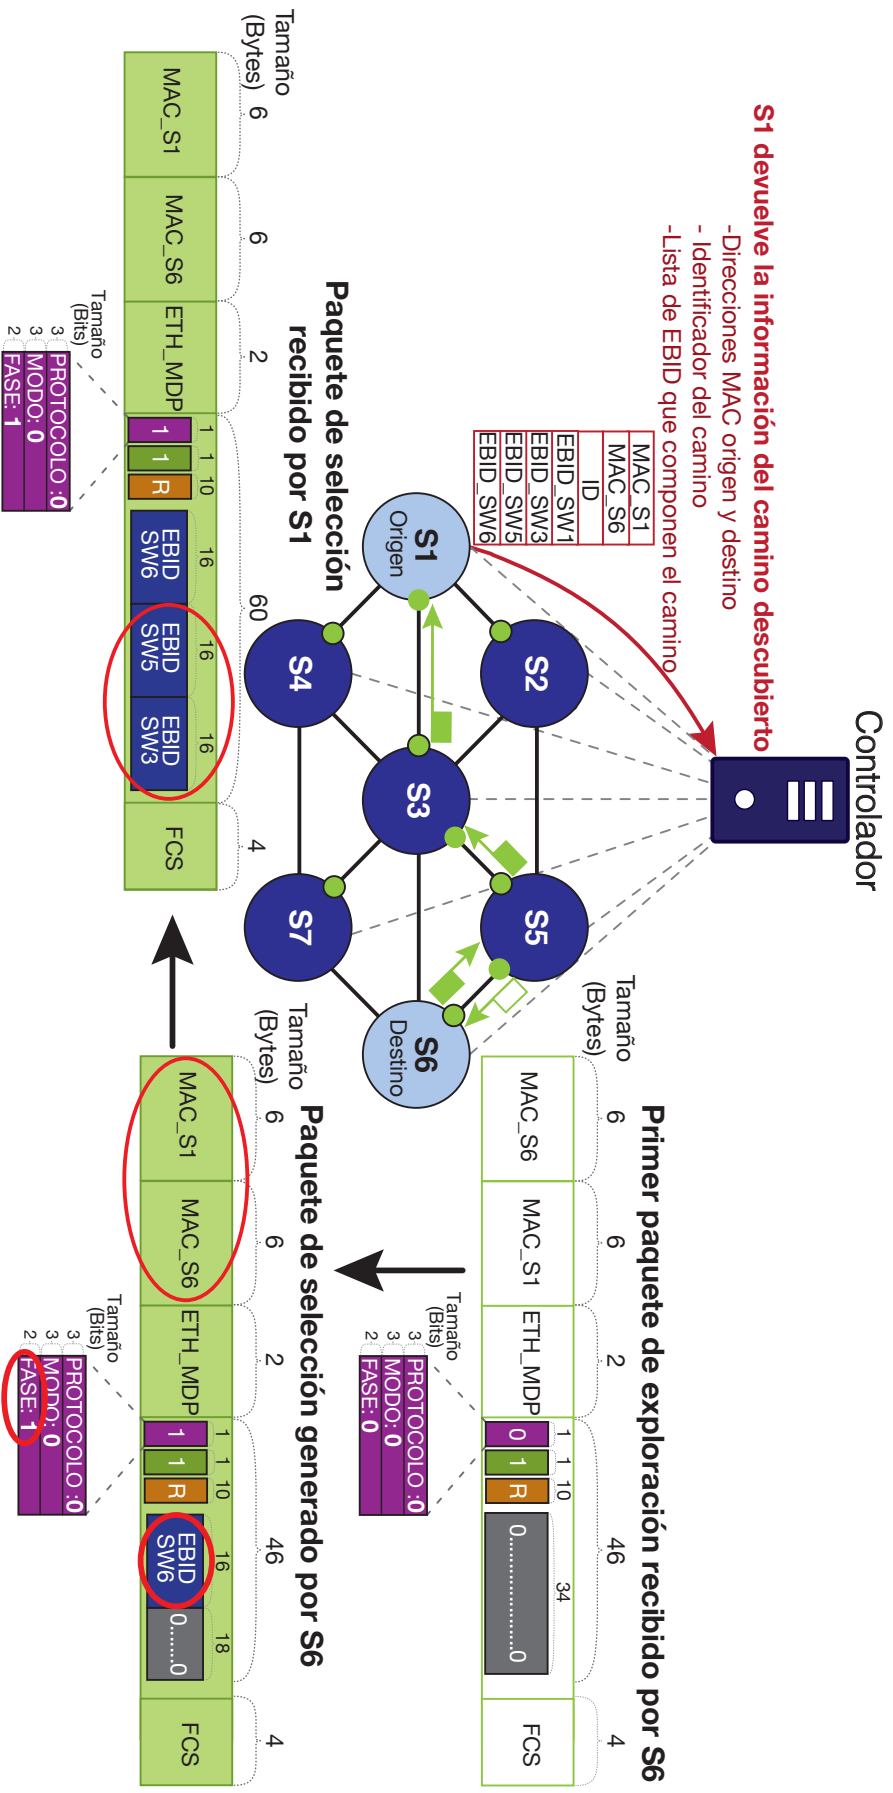 Controlador
S1 devuelve la información del camino descubierto
-Direcciones MAC origen y destino
- Identificador del camino
-Lista de EBID que componen el camino
MAC_S1
MAC_S6
ID
EBID_SW1
EBID_SW3
EBID_SW5
EBID_SW6
S1
Origen
S2
S3
S4
S5
S6
Destino
S7
Primer paquete de exploración recibido por S6
Tamaño
(Bytes)
6
6
2
46
4
1
1
10
34
MAC_S6
MAC_S1
ETH_MDP
0
1
R
0................0
FCS
Tamaño
(Bits)
3
3
2
PROTOCOLO :0
MODO: 0
FASE: 0
Paquete de selección generado por S6
Tamaño
(Bytes)
6
6
2
46
4
1
1
10
16
18
MAC_S1
MAC_S6
ETH_MDP
1
1
R
EBID
SW6
0.......0
FCS
Tamaño
(Bits)
3
3
2
PROTOCOLO :0
MODO: 0
FASE: 1
Paquete de selección
recibido por S1
Tamaño
(Bytes)
6
6
2
60
4
1
1
10
16
16
16
MAC_S1
MAC_S6
ETH_MDP
1
1
R
EBID
SW6
EBID
SW5
EBID
SW3
FCS
Tamaño
(Bits)
3
3
2
PROTOCOLO :0
MODO: 0
FASE: 1